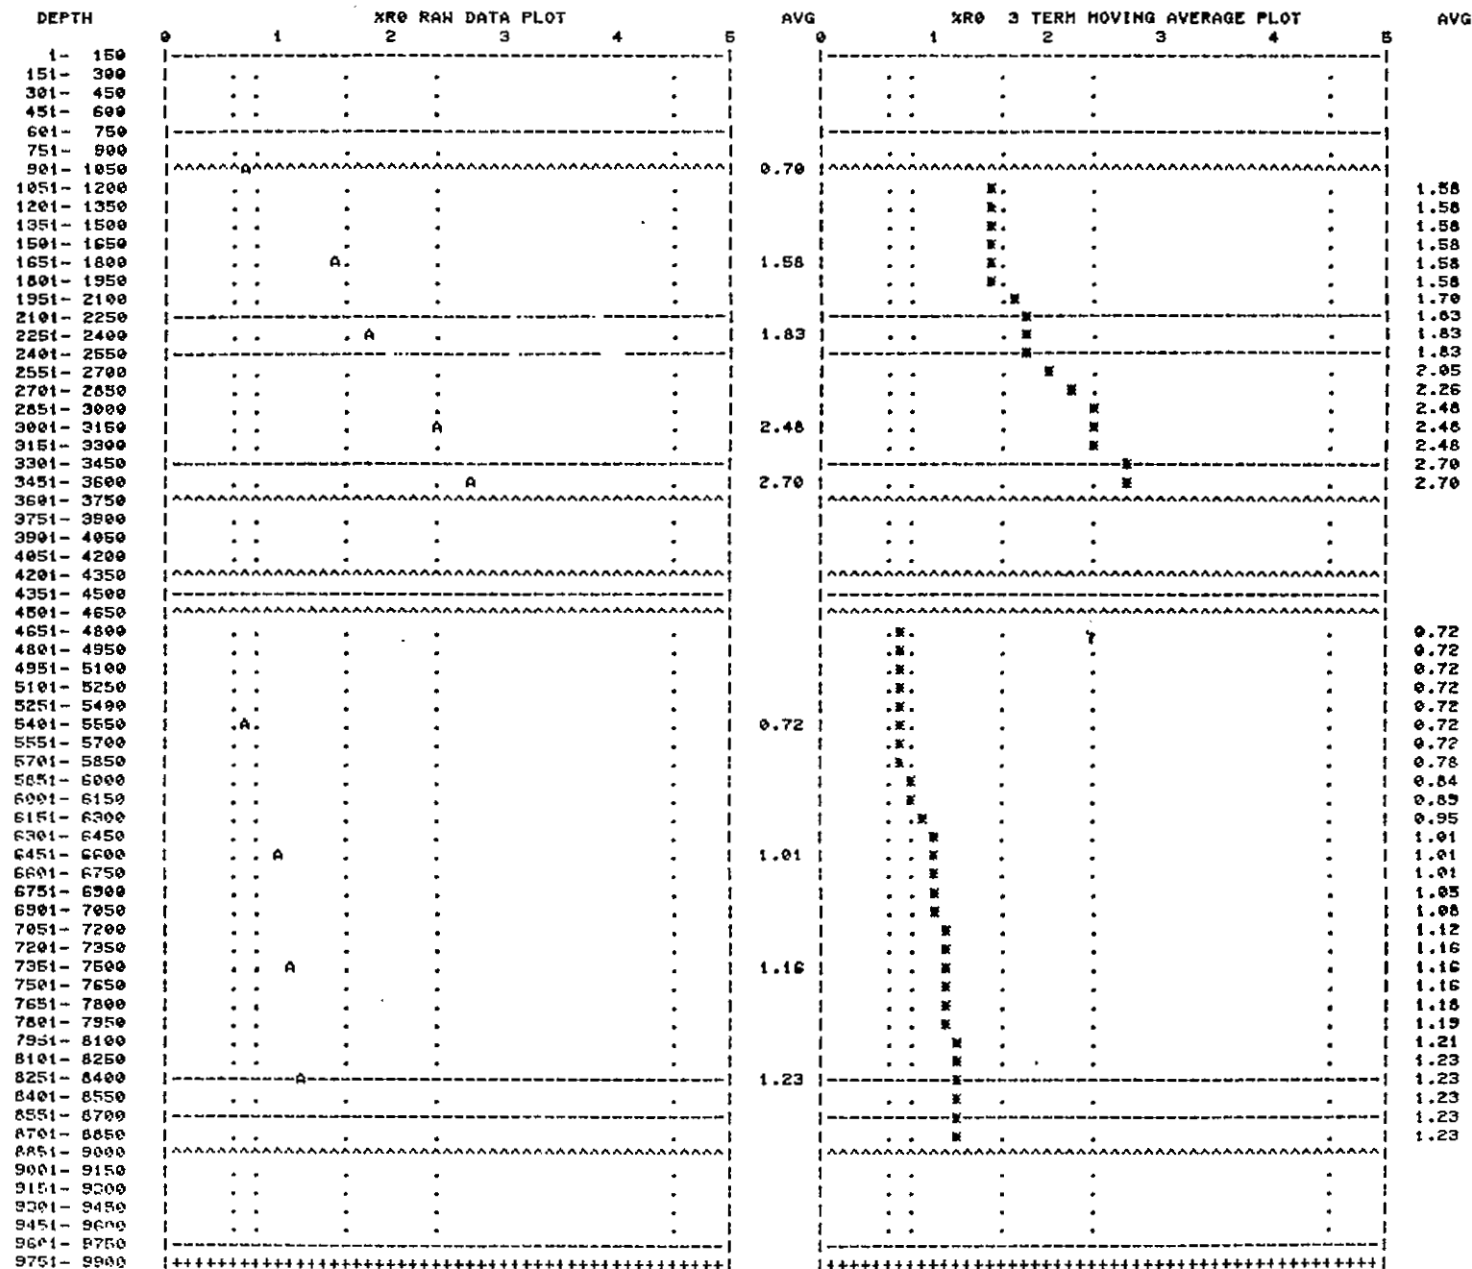 DEPTH %R0 RAW DATA PLOT AVG %R0 3 TERM MOVING AVERAGE PLOT AVG
0 1 2 3 4 5 0 1 2 3 4 5
1- 150
151- 300
301- 450
451- 600
601- 750
751- 900
901- 1050 A 0.70
1051- 1200 * 1.58
1201- 1350 * 1.58
1351- 1500 * 1.58
1501- 1650 * 1.58
1651- 1800 A 1.58 * 1.58
1801- 1950 * 1.58
1951- 2100 * 1.70
2101- 2250 * 1.83
2251- 2400 A 1.83 * 1.83
2401- 2550 * 1.83
2551- 2700 * 2.05
2701- 2850 * 2.26
2851- 3000 * 2.48
3001- 3150 A 2.48 * 2.48
3151- 3300 * 2.48
3301- 3450 * 2.70
3451- 3600 A 2.70 * 2.70
3601- 3750
3751- 3900
3901- 4050
4051- 4200
4201- 4350
4351- 4500
4501- 4650
4651- 4800 * ? 0.72
4801- 4950 * 0.72
4951- 5100 * 0.72
5101- 5250 * 0.72
5251- 5400 * 0.72
5401- 5550 A 0.72 * 0.72
5551- 5700 * 0.72
5701- 5850 * 0.78
5851- 6000 * 0.84
6001- 6150 * 0.89
6151- 6300 * 0.95
6301- 6450 * 1.01
6451- 6600 A 1.01 * 1.01
6601- 6750 * 1.01
6751- 6900 * 1.05
6901- 7050 * 1.08
7051- 7200 * 1.12
7201- 7350 * 1.16
7351- 7500 A 1.16 * 1.16
7501- 7650 * 1.16
7651- 7800 * 1.18
7801- 7950 * 1.19
7951- 8100 * 1.21
8101- 8250 * 1.23
8251- 8400 A 1.23 * 1.23
8401- 8550 * 1.23
8551- 8700 * 1.23
8701- 8850 * 1.23
8851- 9000
9001- 9150
9151- 9300
9301- 9450
9451- 9600
9601- 9750
9751- 9900